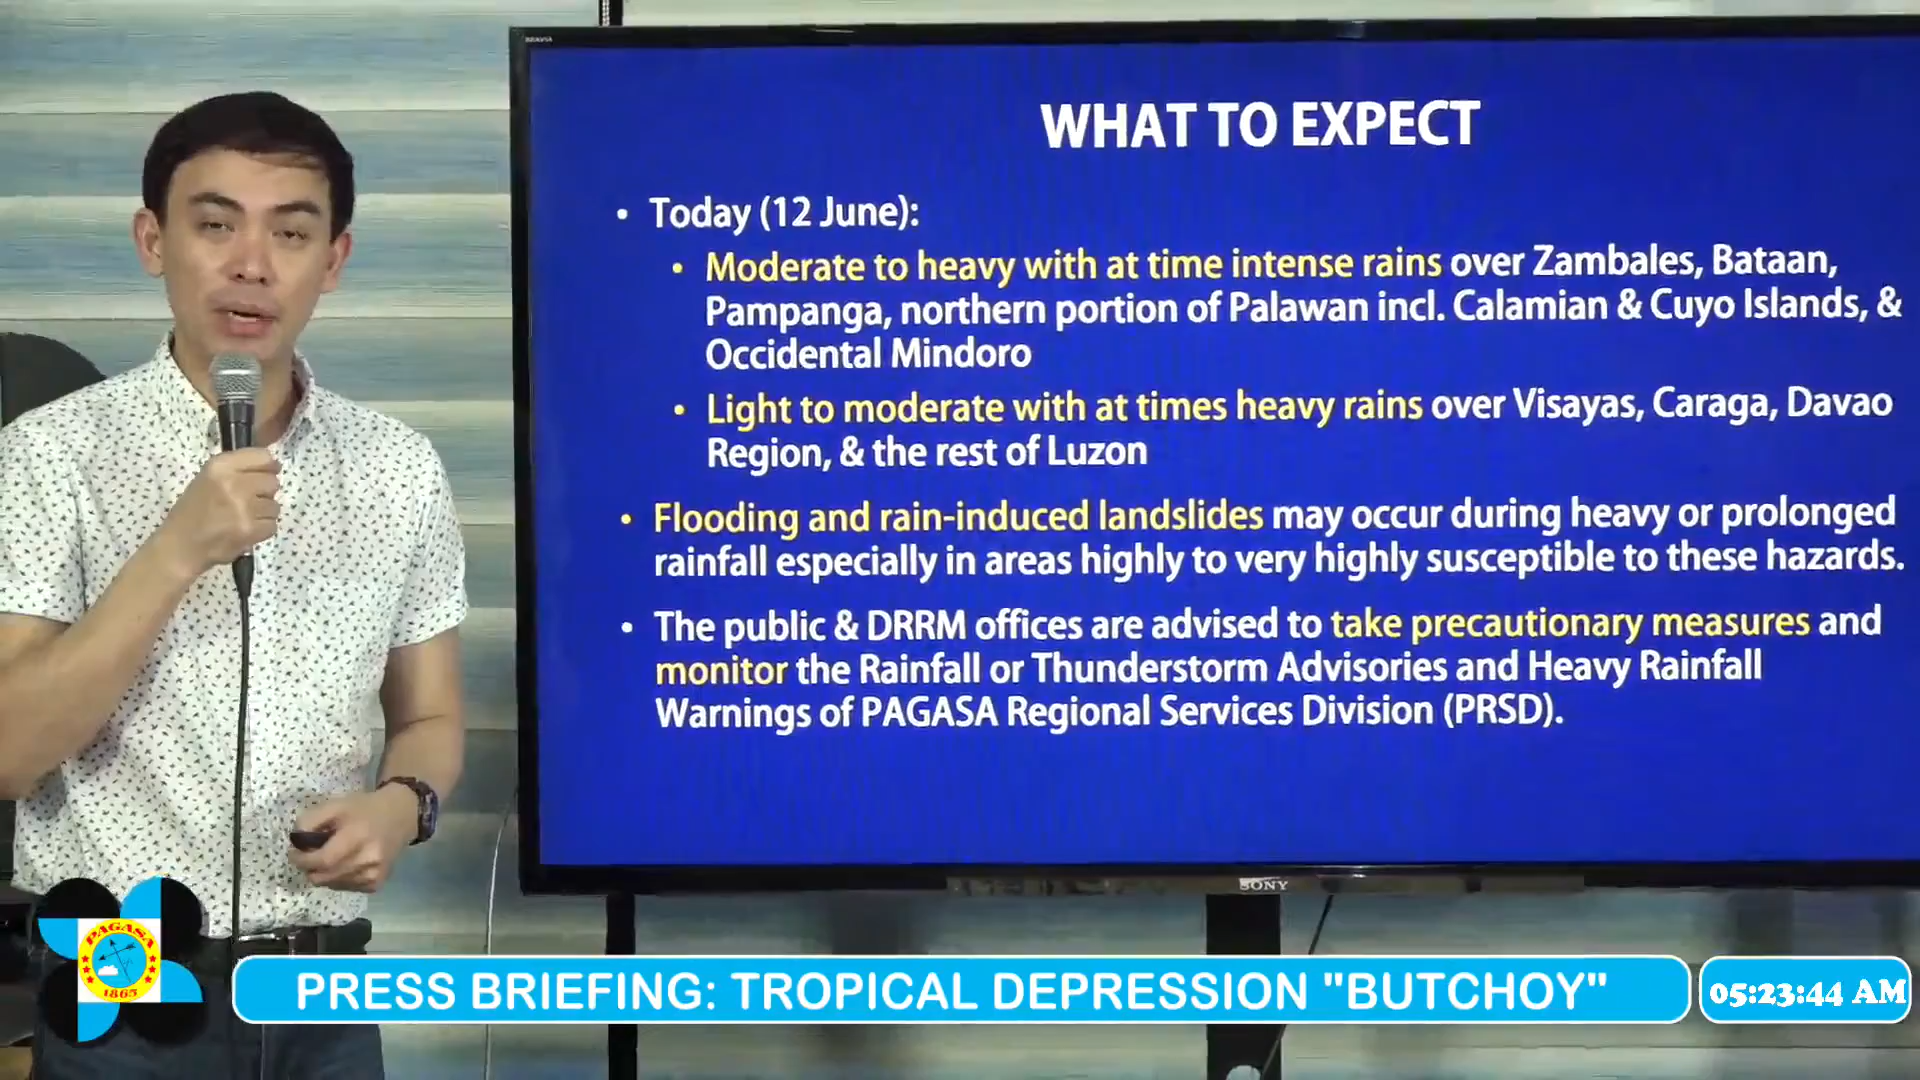 BRAVIA
WHAT TO EXPECT
• Today (12 June):
• Moderate to heavy with at time intense rains over Zambales, Bataan,
Pampanga, northern portion of Palawan incl. Calamian & Cuyo Islands, &
Occidental Mindoro
• Light to moderate with at times heavy rains over Visayas, Caraga, Davao
Region, & the rest of Luzon
• Flooding and rain-induced landslides may occur during heavy or prolonged
rainfall especially in areas highly to very highly susceptible to these hazards.
• The public & DRRM offices are advised to take precautionary measures and
monitor the Rainfall or Thunderstorm Advisories and Heavy Rainfall
Warnings of PAGASA Regional Services Division (PRSD).
SONY
PAGASA
1865
PRESS BRIEFING: TROPICAL DEPRESSION "BUTCHOY"
05:23:44 AM